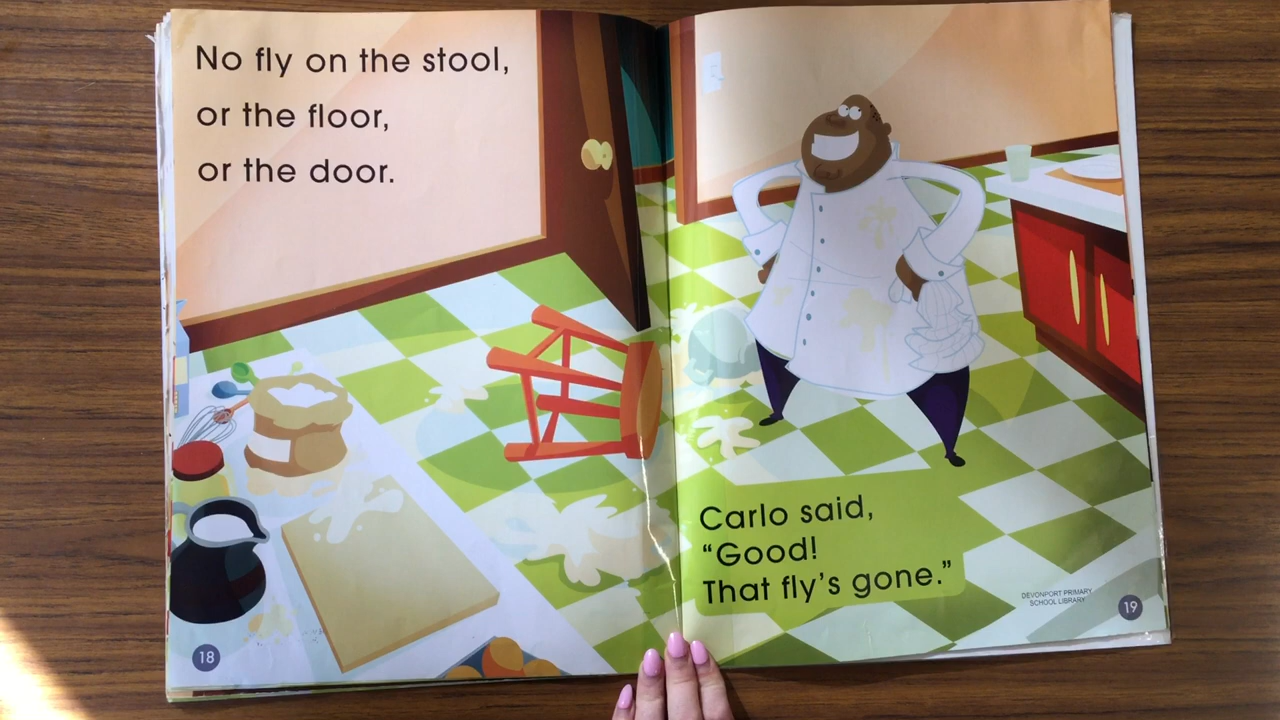 No fly on the stool,
or the floor,
or the door.
18
Carlo said,
“Good!
That fly’s gone.”
DEVONPORT PRIMARY
SCHOOL LIBRARY
19